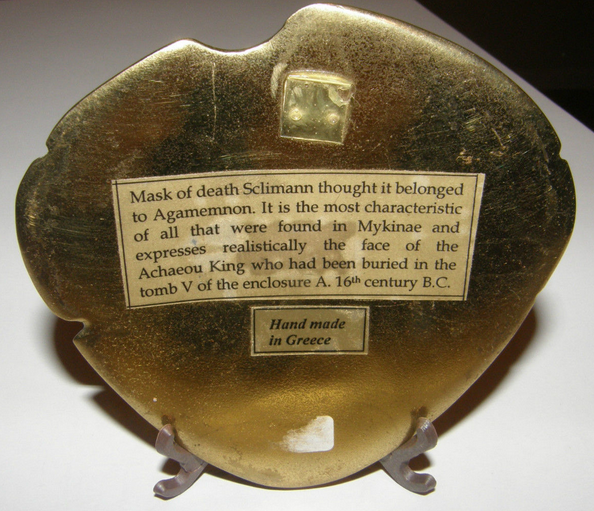 Mask of death Sclimann thought it belonged
to Agamemnon. It is the most characteristic
of all that were found in Mykinae and
expresses realistically the face of the
Achaeou King who had been buried in the
tomb V of the enclosure A. 16th century B.C.
Hand made
in Greece